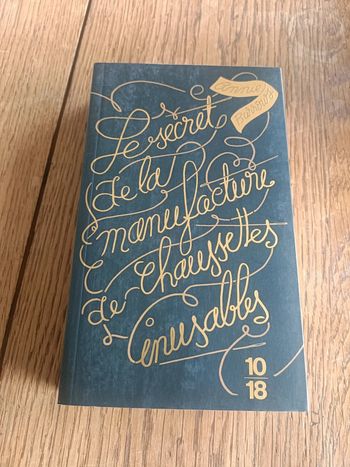 Annie
Barrows
Le secret
de la
manufacture
de chaussettes
inusables
10
18